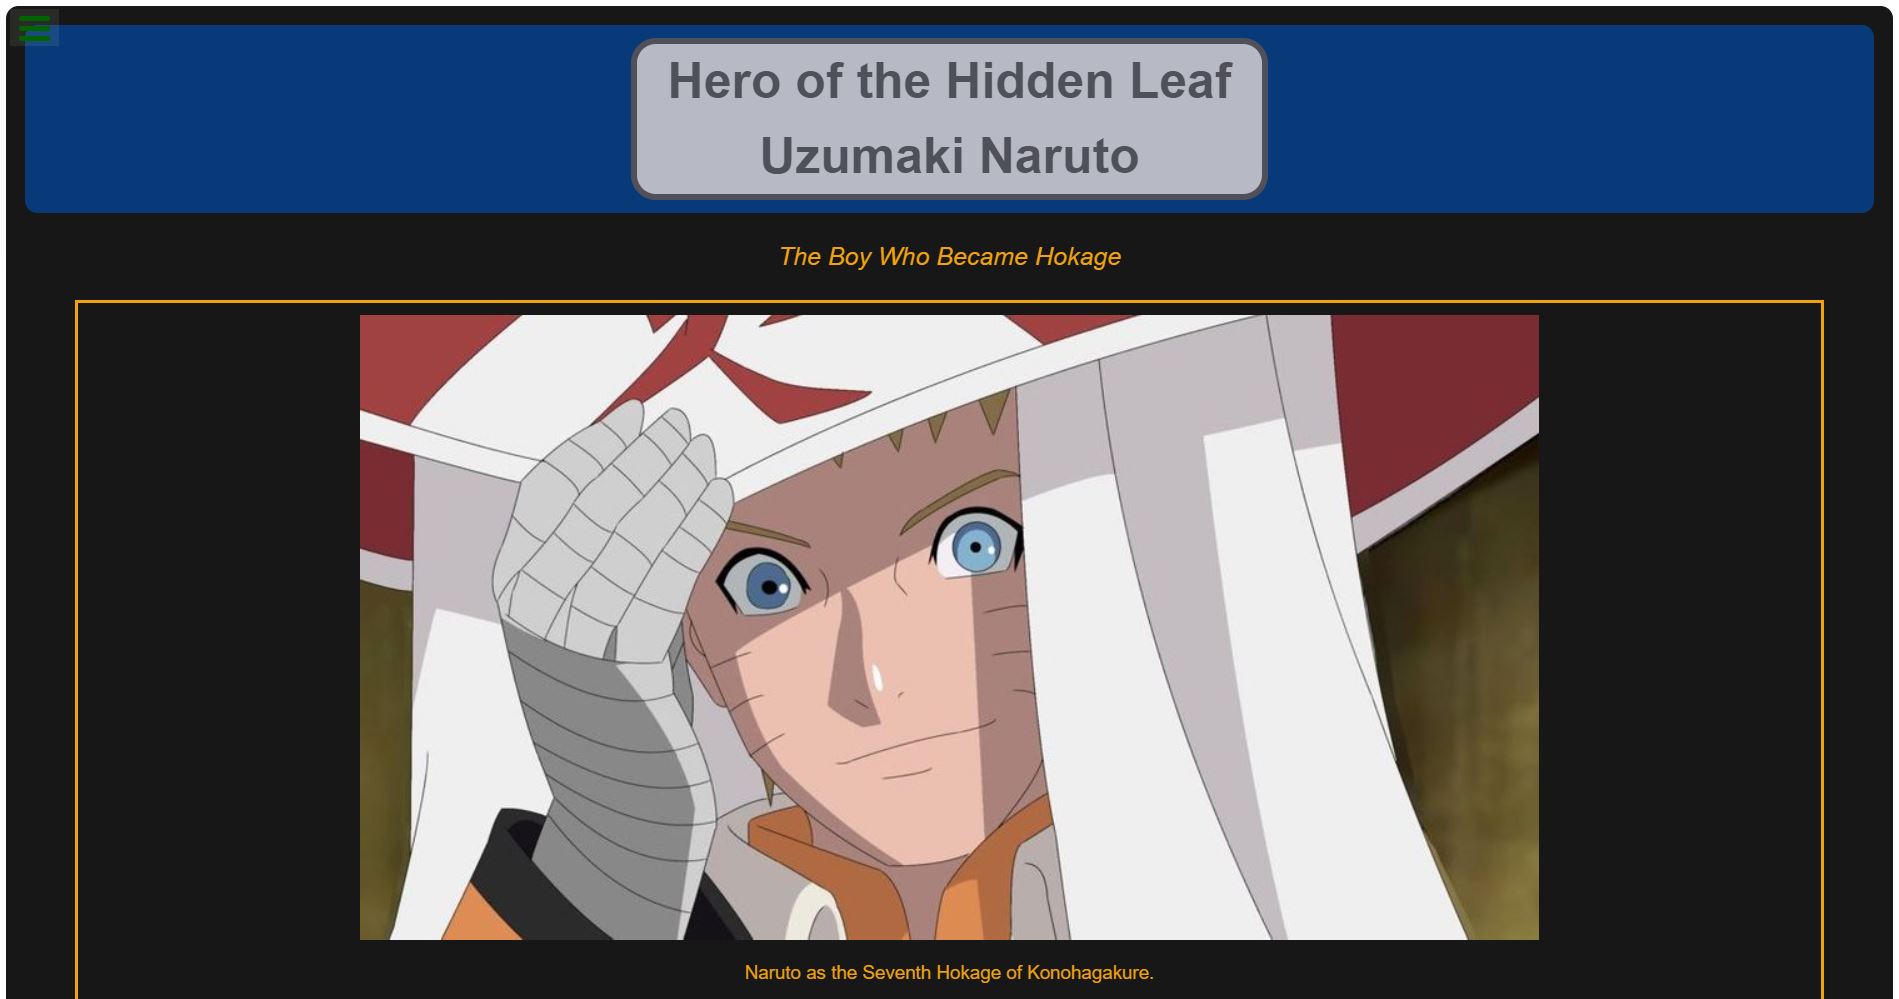 Hero of the Hidden Leaf
Uzumaki Naruto
The Boy Who Became Hokage
Naruto as the Seventh Hokage of Konohagakure.